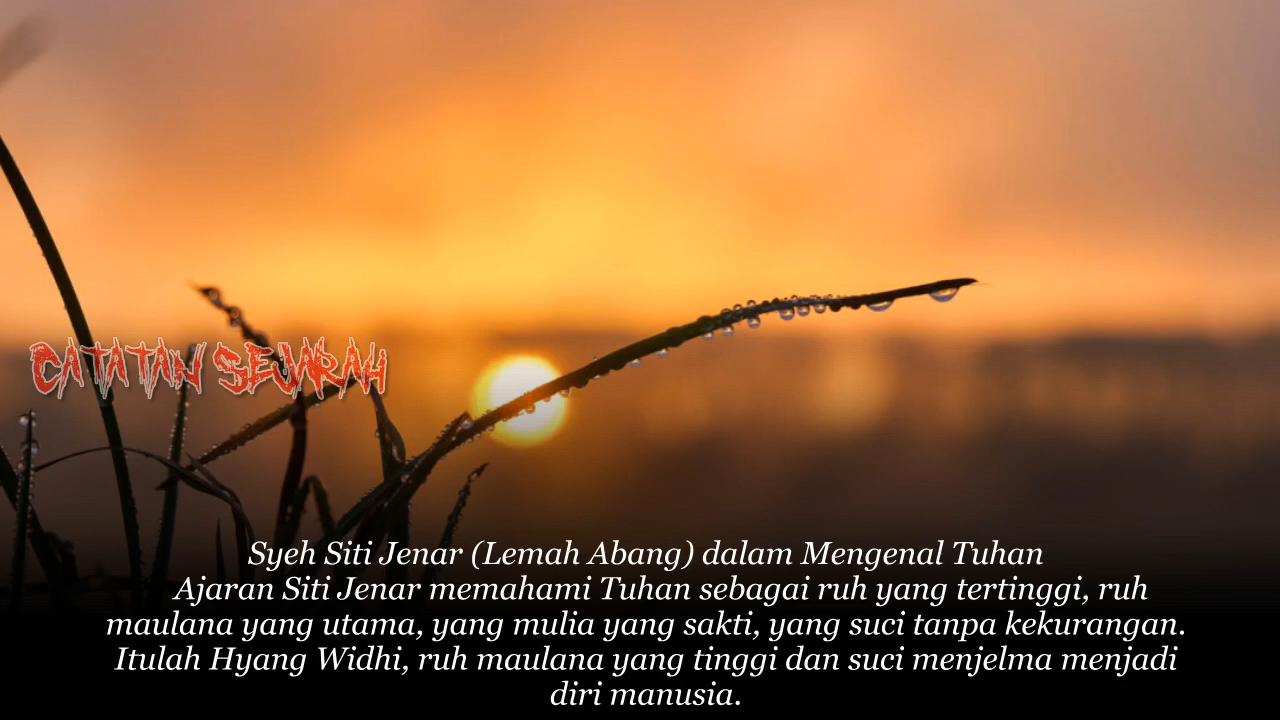 CATATAN SEJARAH
Syeh Siti Jenar (Lemah Abang) dalam Mengenal Tuhan
Ajaran Siti Jenar memahami Tuhan sebagai ruh yang tertinggi, ruh
maulana yang utama, yang mulia yang sakti, yang suci tanpa kekurangan.
Itulah Hyang Widhi, ruh maulana yang tinggi dan suci menjelma menjadi
diri manusia.